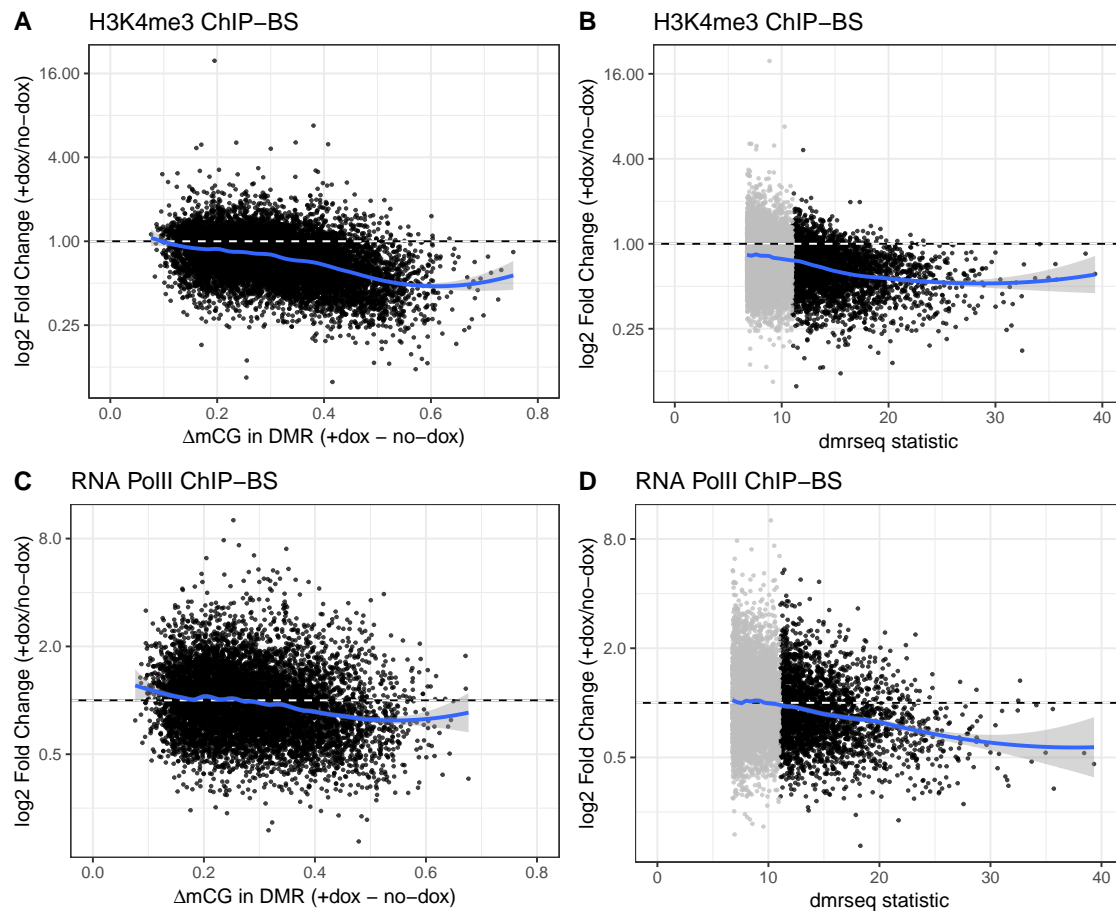 A H3K4me3 ChIP−BS
log2 Fold Change (+dox/no−dox)
16.00
4.00
1.00
0.25
0.0 0.2 0.4 0.6 0.8
ΔmCG in DMR (+dox − no−dox)
B H3K4me3 ChIP−BS
log2 Fold Change (+dox/no−dox)
16.00
4.00
1.00
0.25
0 10 20 30 40
dmrseq statistic
C RNA PolII ChIP−BS
log2 Fold Change (+dox/no−dox)
8.0
2.0
0.5
0.0 0.2 0.4 0.6 0.8
ΔmCG in DMR (+dox − no−dox)
D RNA PolII ChIP−BS
log2 Fold Change (+dox/no−dox)
8.0
2.0
0.5
0 10 20 30 40
dmrseq statistic